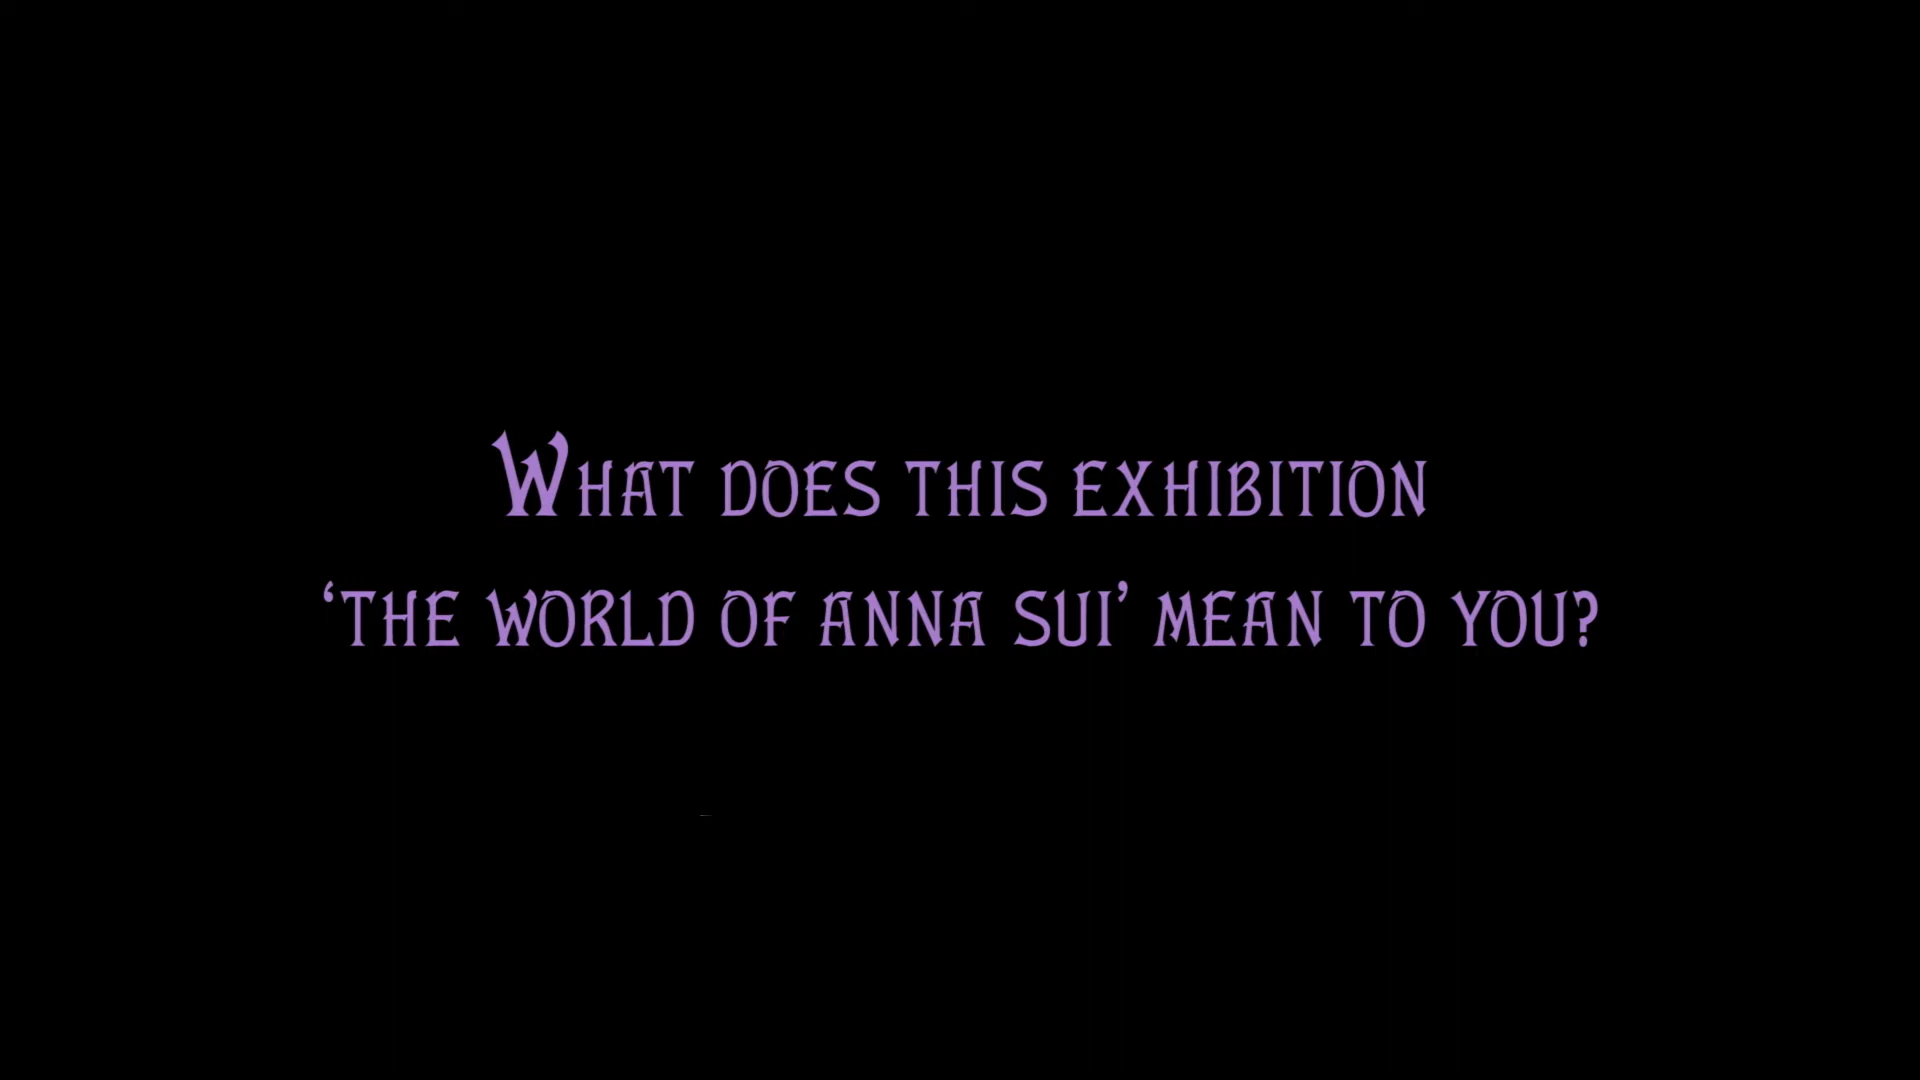 What does this exhibition
‘the world of anna sui’ mean to you?